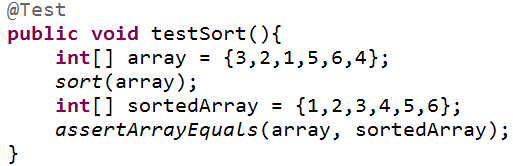 @Test
public void testSort(){
    int[] array = {3,2,1,5,6,4};
    sort(array);
    int[] sortedArray = {1,2,3,4,5,6};
    assertArrayEquals(array, sortedArray);
}